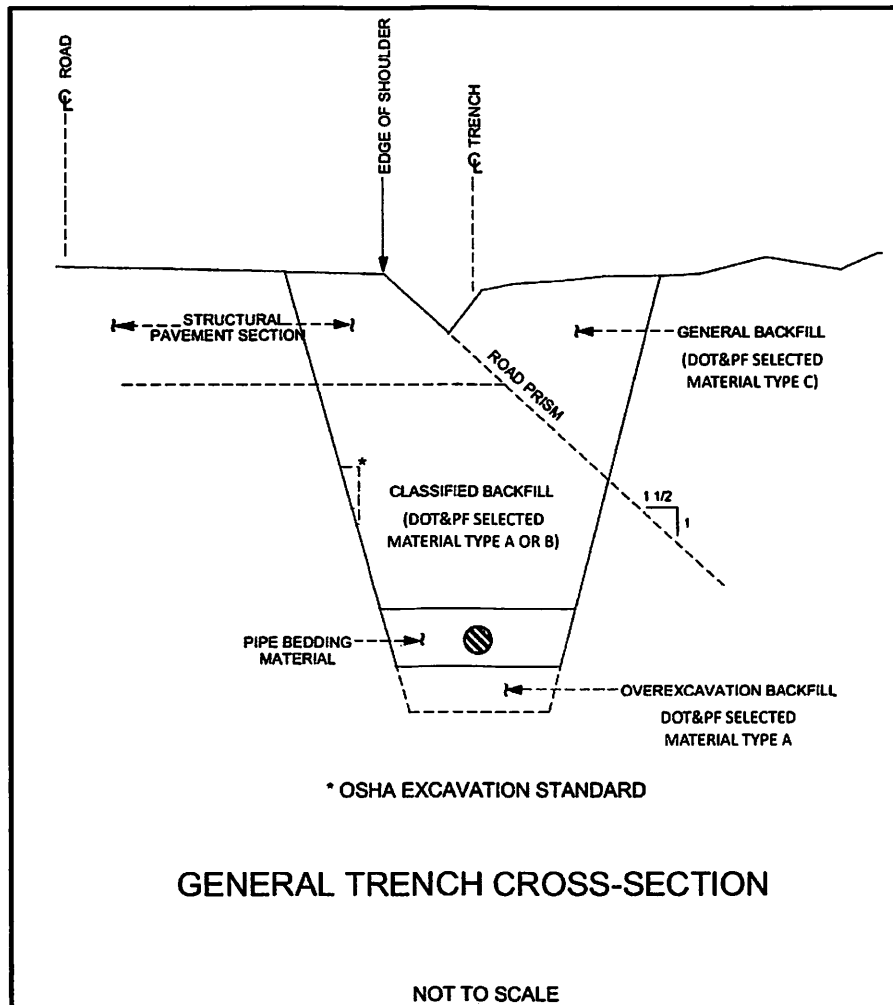 ℄ ROAD
EDGE OF SHOULDER
℄ TRENCH
STRUCTURAL
PAVEMENT SECTION
GENERAL BACKFILL
(DOT&PF SELECTED
MATERIAL TYPE C)
ROAD PRISM
*
CLASSIFIED BACKFILL
(DOT&PF SELECTED
MATERIAL TYPE A OR B)
1 1/2
1
PIPE BEDDING
MATERIAL
OVEREXCAVATION BACKFILL
DOT&PF SELECTED
MATERIAL TYPE A
* OSHA EXCAVATION STANDARD
GENERAL TRENCH CROSS-SECTION
NOT TO SCALE